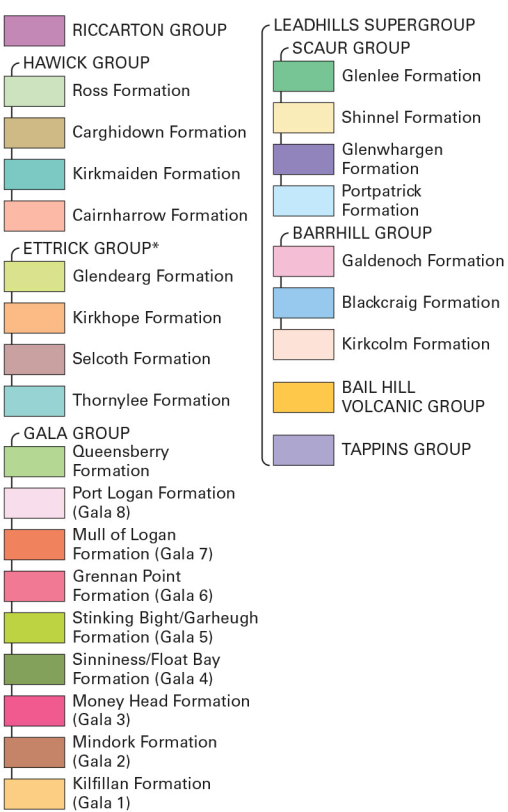 RICCARTON GROUP
HAWICK GROUP
Ross Formation
Carghidown Formation
Kirkmaiden Formation
Cairnharrow Formation
ETTRICK GROUP*
Glendearg Formation
Kirkhope Formation
Selcoth Formation
Thornylee Formation
GALA GROUP
Queensberry
Formation
Port Logan Formation
(Gala 8)
Mull of Logan
Formation (Gala 7)
Grennan Point
Formation (Gala 6)
Stinking Bight/Garheugh
Formation (Gala 5)
Sinniness/Float Bay
Formation (Gala 4)
Money Head Formation
(Gala 3)
Mindork Formation
(Gala 2)
Kilfillan Formation
(Gala 1)
LEADHILLS SUPERGROUP
SCAUR GROUP
Glenlee Formation
Shinnel Formation
Glenwhargen
Formation
Portpatrick
Formation
BARRHILL GROUP
Galdenoch Formation
Blackcraig Formation
Kirkcolm Formation
BAIL HILL
VOLCANIC GROUP
TAPPINS GROUP